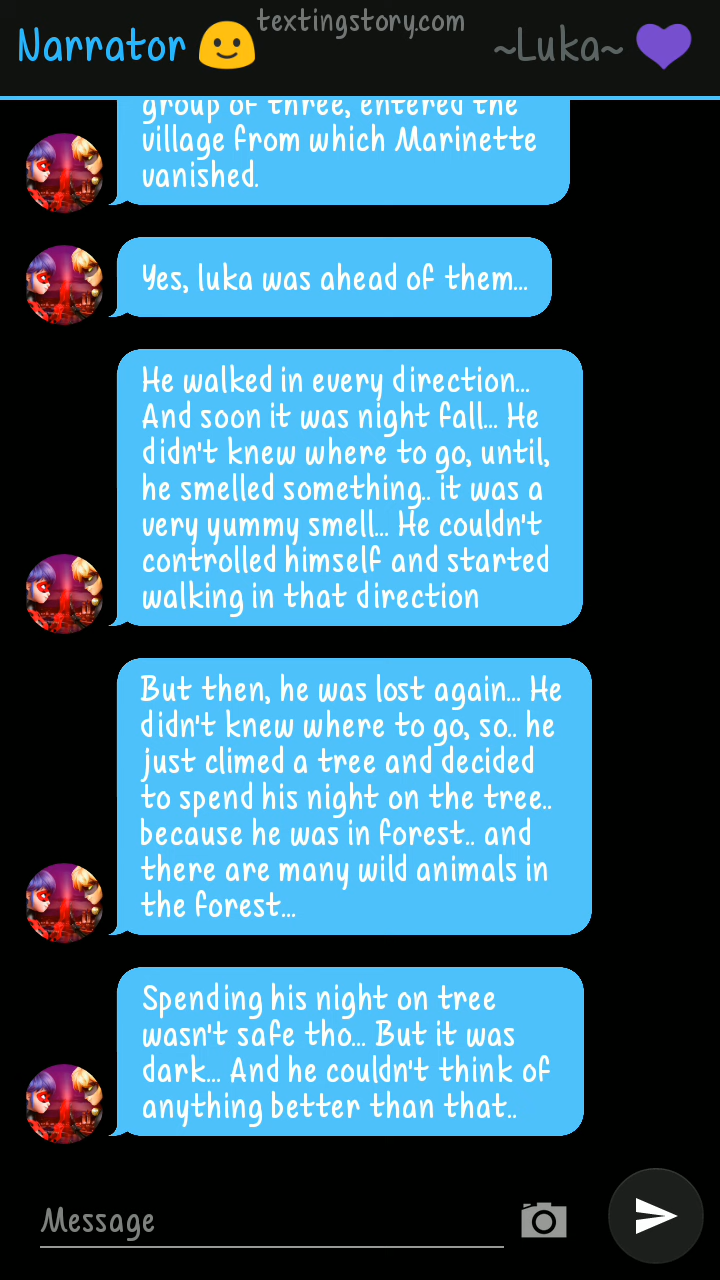 textingstory.com
Narrator
~Luka~
group of three, entered the
village from which Marinette
vanished.
Yes, luka was ahead of them...
He walked in every direction...
And soon it was night fall... He
didn't knew where to go, until,
he smelled something.. it was a
very yummy smell... He couldn't
controlled himself and started
walking in that direction
But then, he was lost again... He
didn't knew where to go, so.. he
just climed a tree and decided
to spend his night on the tree..
because he was in forest.. and
there are many wild animals in
the forest...
Spending his night on tree
wasn't safe tho... But it was
dark... And he couldn't think of
anything better than that..
Message